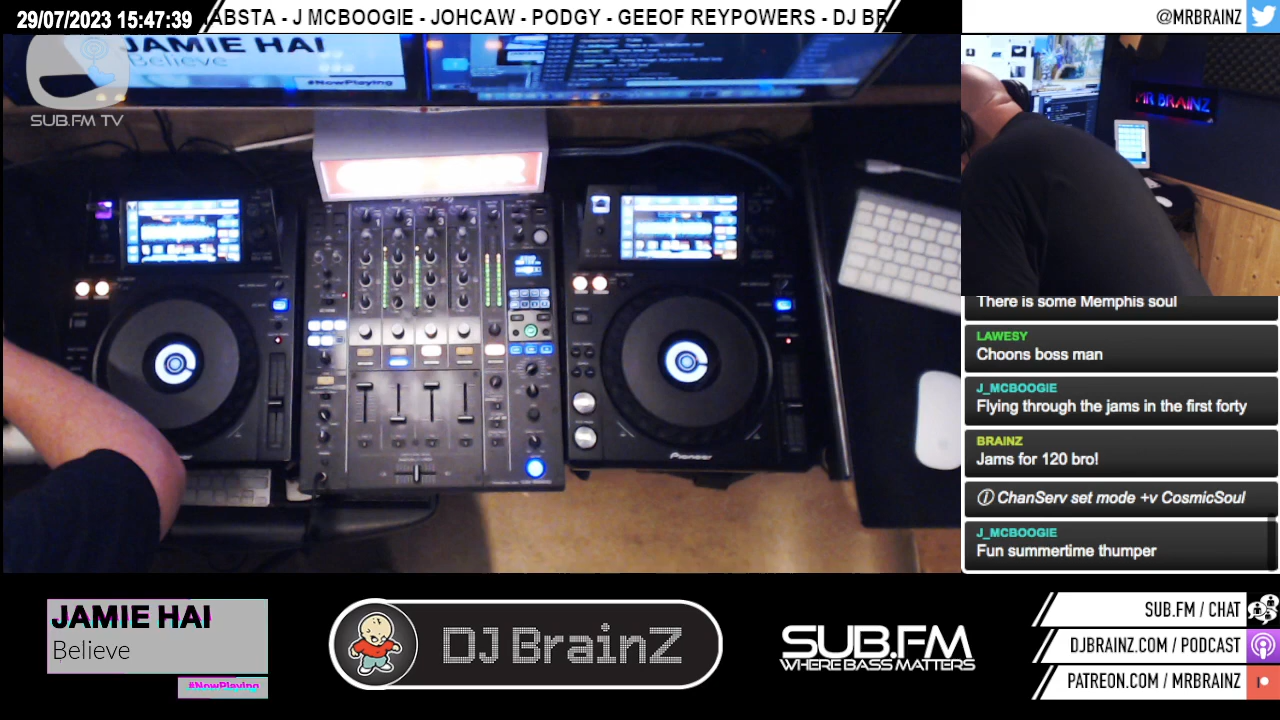 29/07/2023 15:47:39
ABSTA - J MCBOOGIE - JOHCAW - PODGY - GEEOF REYPOWERS - DJ BR
@MRBRAINZ
JAMIE HAI
Believe
#NowPlaying
SUB.FM TV
MR BRAINZ
There is some Memphis soul
LAWESY
Choons boss man
J_MCBOOGIE
Flying through the jams in the first forty
BRAINZ
Jams for 120 bro!
ChanServ set mode +v CosmicSoul
J_MCBOOGIE
Fun summertime thumper
1 2 3 4
Pioneer
JAMIE HAI
Believe
#NowPlaying
DJ BrainZ
SUB.FM
WHERE BASS MATTERS
SUB.FM / CHAT
DJBRAINZ.COM / PODCAST
PATREON.COM / MRBRAINZ